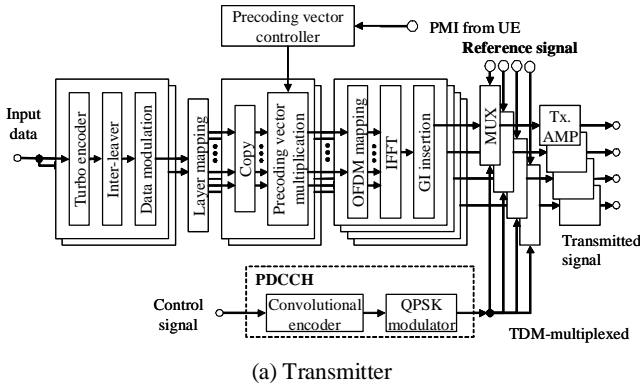 Precoding vector
controller
PMI from UE
Reference signal
Input
data
Turbo encoder
Inter-leaver
Data modulation
Layer mapping
Copy
Precoding vector
multiplication
OFDM mapping
IFFT
GI insertion
MUX
Tx.
AMP
Transmitted
signal
PDCCH
Control
signal
Convolutional
encoder
QPSK
modulator
TDM-multiplexed
(a) Transmitter